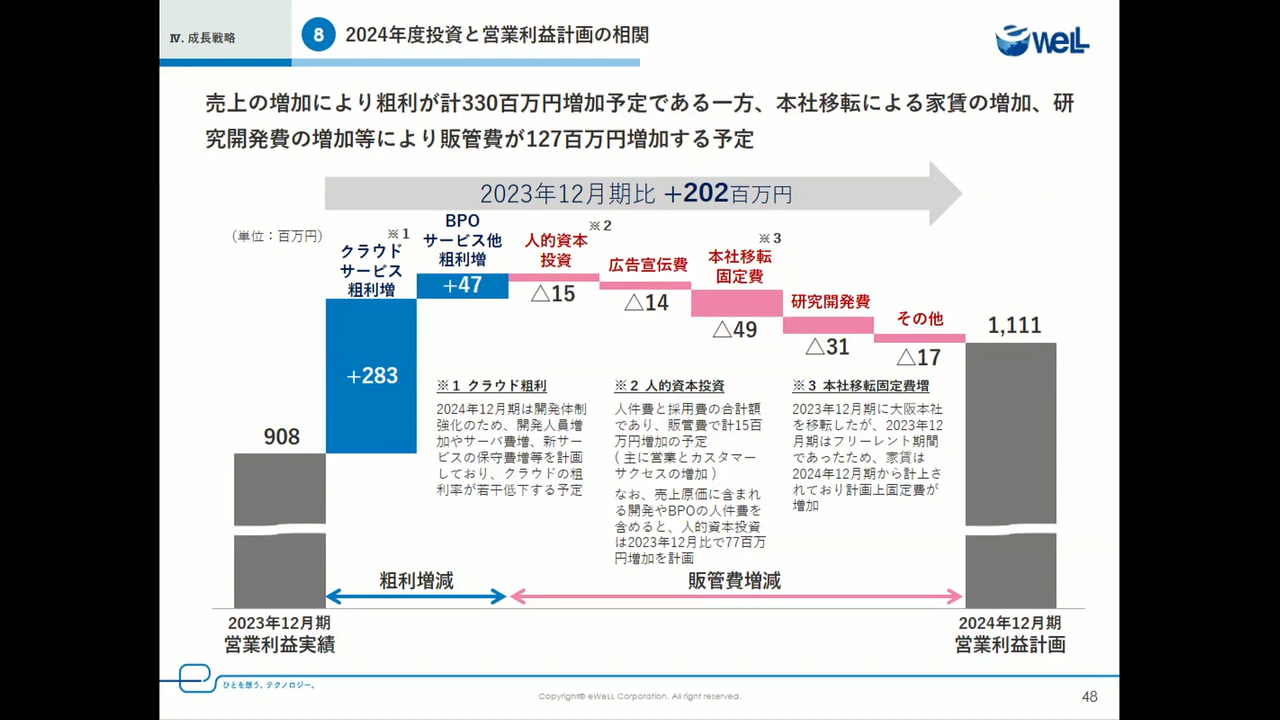 Ⅳ. 成長戦略
8 2024年度投資と営業利益計画の相関
eWeLL
売上の増加により粗利が計330百万円増加予定である一方、本社移転による家賃の増加、研
究開発費の増加等により販管費が127百万円増加する予定
2023年12月期比 +202百万円
（単位：百万円）
※1
クラウド
サービス
粗利増
BPO
サービス他
粗利増
※2
人的資本
投資
広告宣伝費
※3
本社移転
固定費
研究開発費
その他
908
+283
+47
△15
△14
△49
△31
△17
1,111
※1 クラウド粗利
2024年12月期は開発体制
強化のため、開発人員増
加やサーバ費増、新サー
ビスの保守費増等を計画
しており、クラウドの粗
利率が若干低下する予定
※2 人的資本投資
人件費と採用費の合計額
であり、販管費で計15百
万円増加の予定
（主に営業とカスタマー
サクセスの増加）
なお、売上原価に含まれ
る開発やBPOの人件費を
含めると、人的資本投資
は2023年12月比で77百万
円増加を計画
※3 本社移転固定費増
2023年12月期に大阪本社
を移転したが、2023年12
月期はフリーレント期間
であったため、家賃は
2024年12月期から計上さ
れており計画上固定費が
増加
粗利増減
販管費増減
2023年12月期
営業利益実績
2024年12月期
営業利益計画
ひとを想う、テクノロジー。
Copyright© eWeLL Corporation. All right reserved.
48